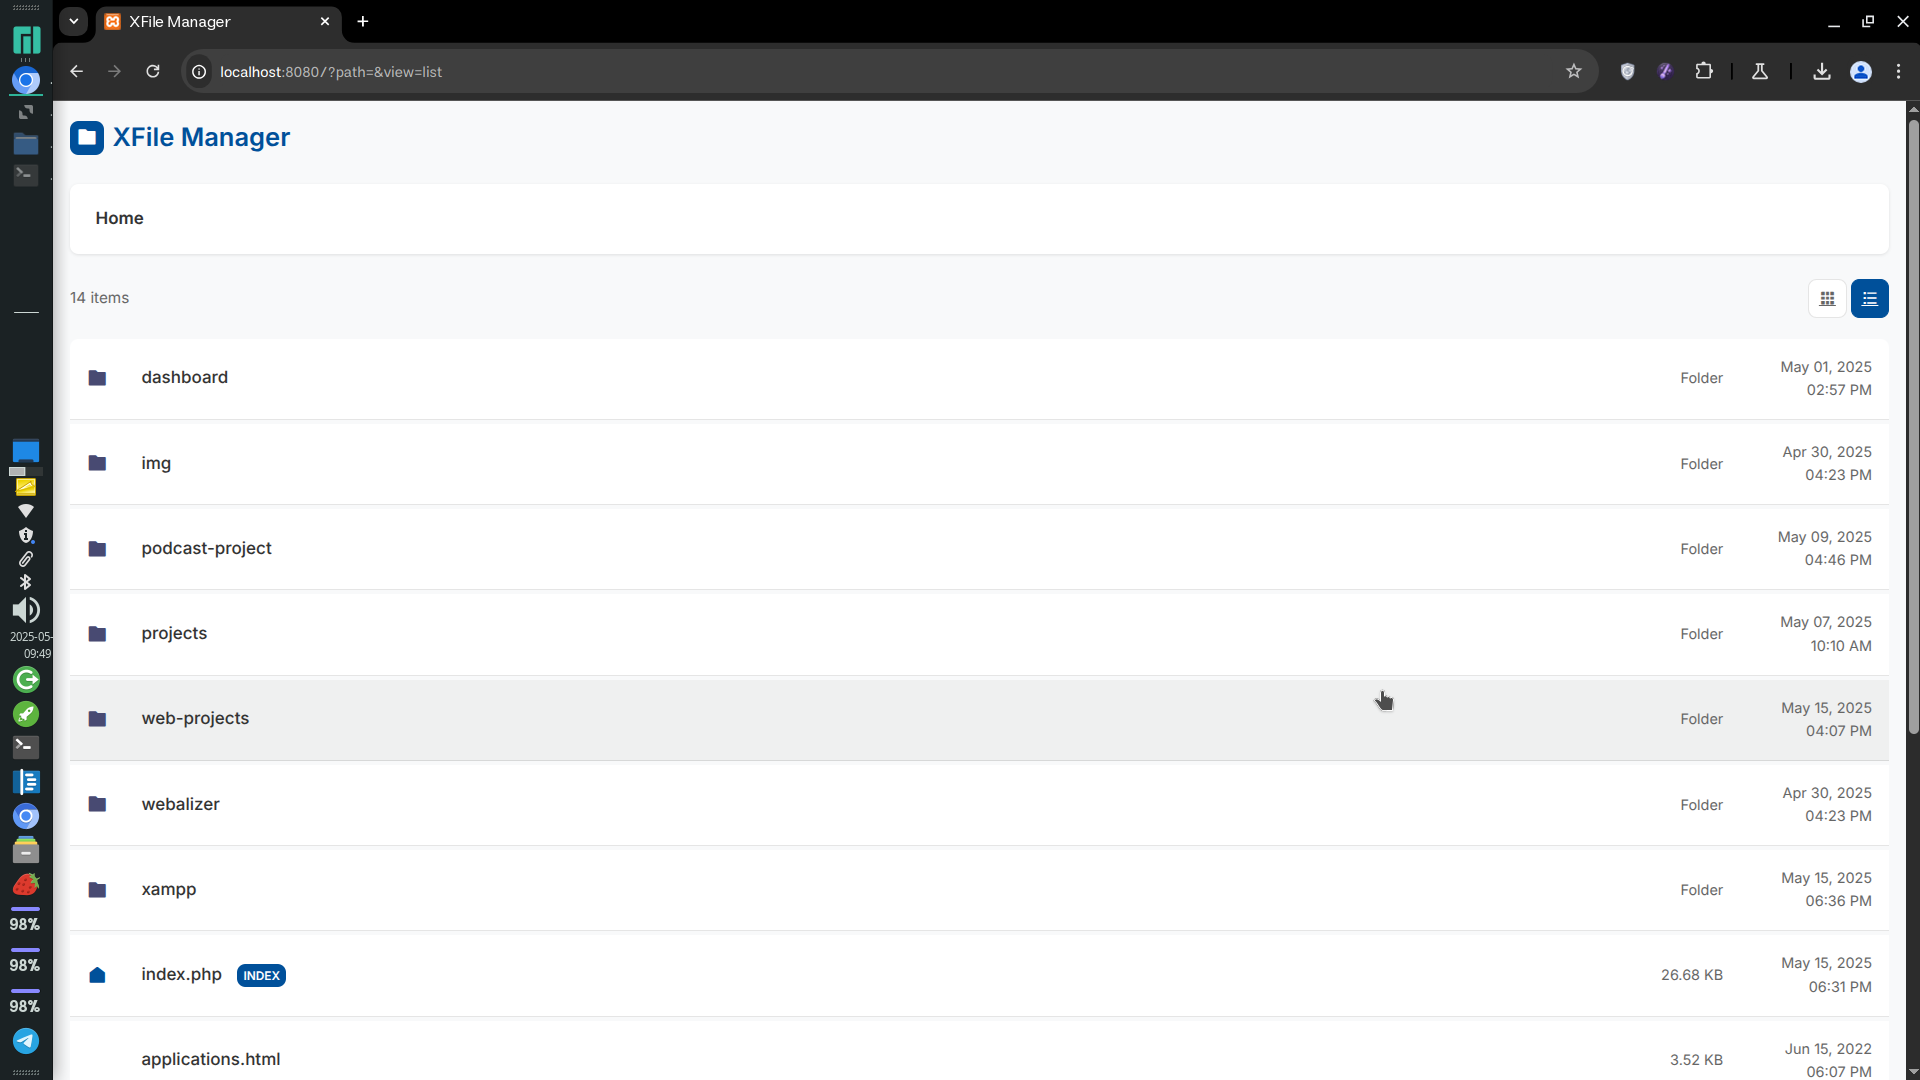 XFile Manager
localhost:8080/?path=&view=list
XFile Manager
Home
14 items
dashboard Folder May 01, 2025
02:57 PM
img Folder Apr 30, 2025
04:23 PM
podcast-project Folder May 09, 2025
04:46 PM
projects Folder May 07, 2025
10:10 AM
web-projects Folder May 15, 2025
04:07 PM
webalizer Folder Apr 30, 2025
04:23 PM
xampp Folder May 15, 2025
06:36 PM
index.php INDEX 26.68 KB May 15, 2025
06:31 PM
applications.html 3.52 KB Jun 15, 2022
06:07 PM
2025-05-
09:49
98%
98%
98%